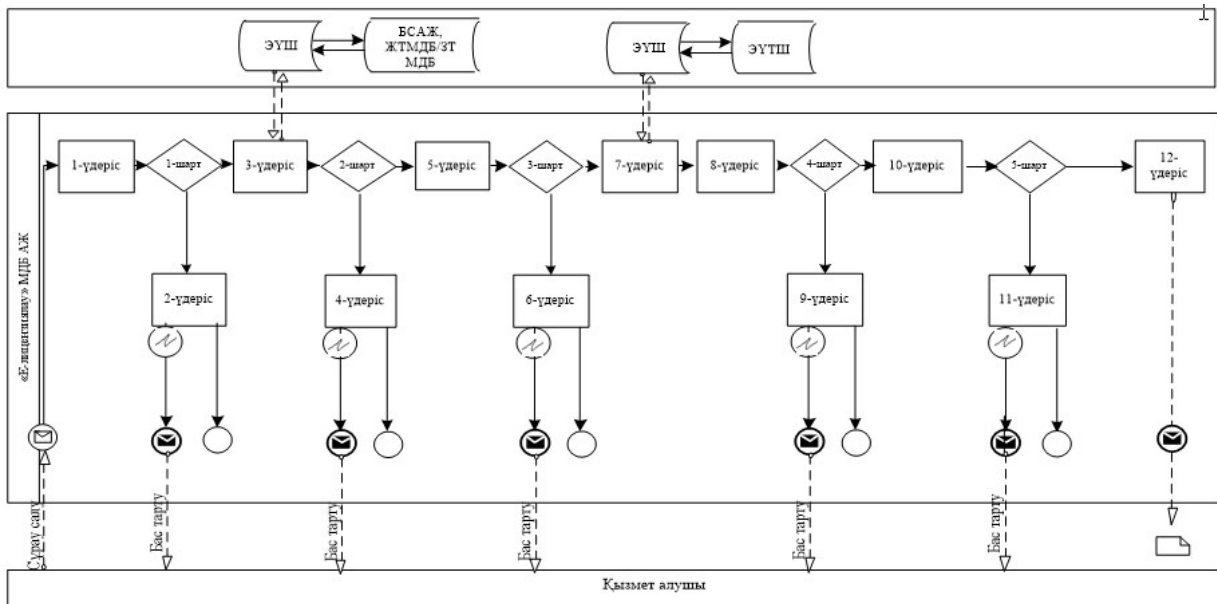 ЭҮШ
БСАЖ,
ЖТМДБ/ЗТ
МДБ
ЭҮШ
ЭҮТШ
«Е-лицензиялау» МДБ АЖ
1-үдеріс
1-шарт
3-үдеріс
2-шарт
5-үдеріс
3-шарт
7-үдеріс
8-үдеріс
4-шарт
10-үдеріс
5-шарт
12-
үдеріс
2-үдеріс
4-үдеріс
6-үдеріс
9-үдеріс
11-үдеріс
Сұрау салу
Бас тарту
Бас тарту
Бас тарту
Бас тарту
Бас тарту
Қызмет алушы